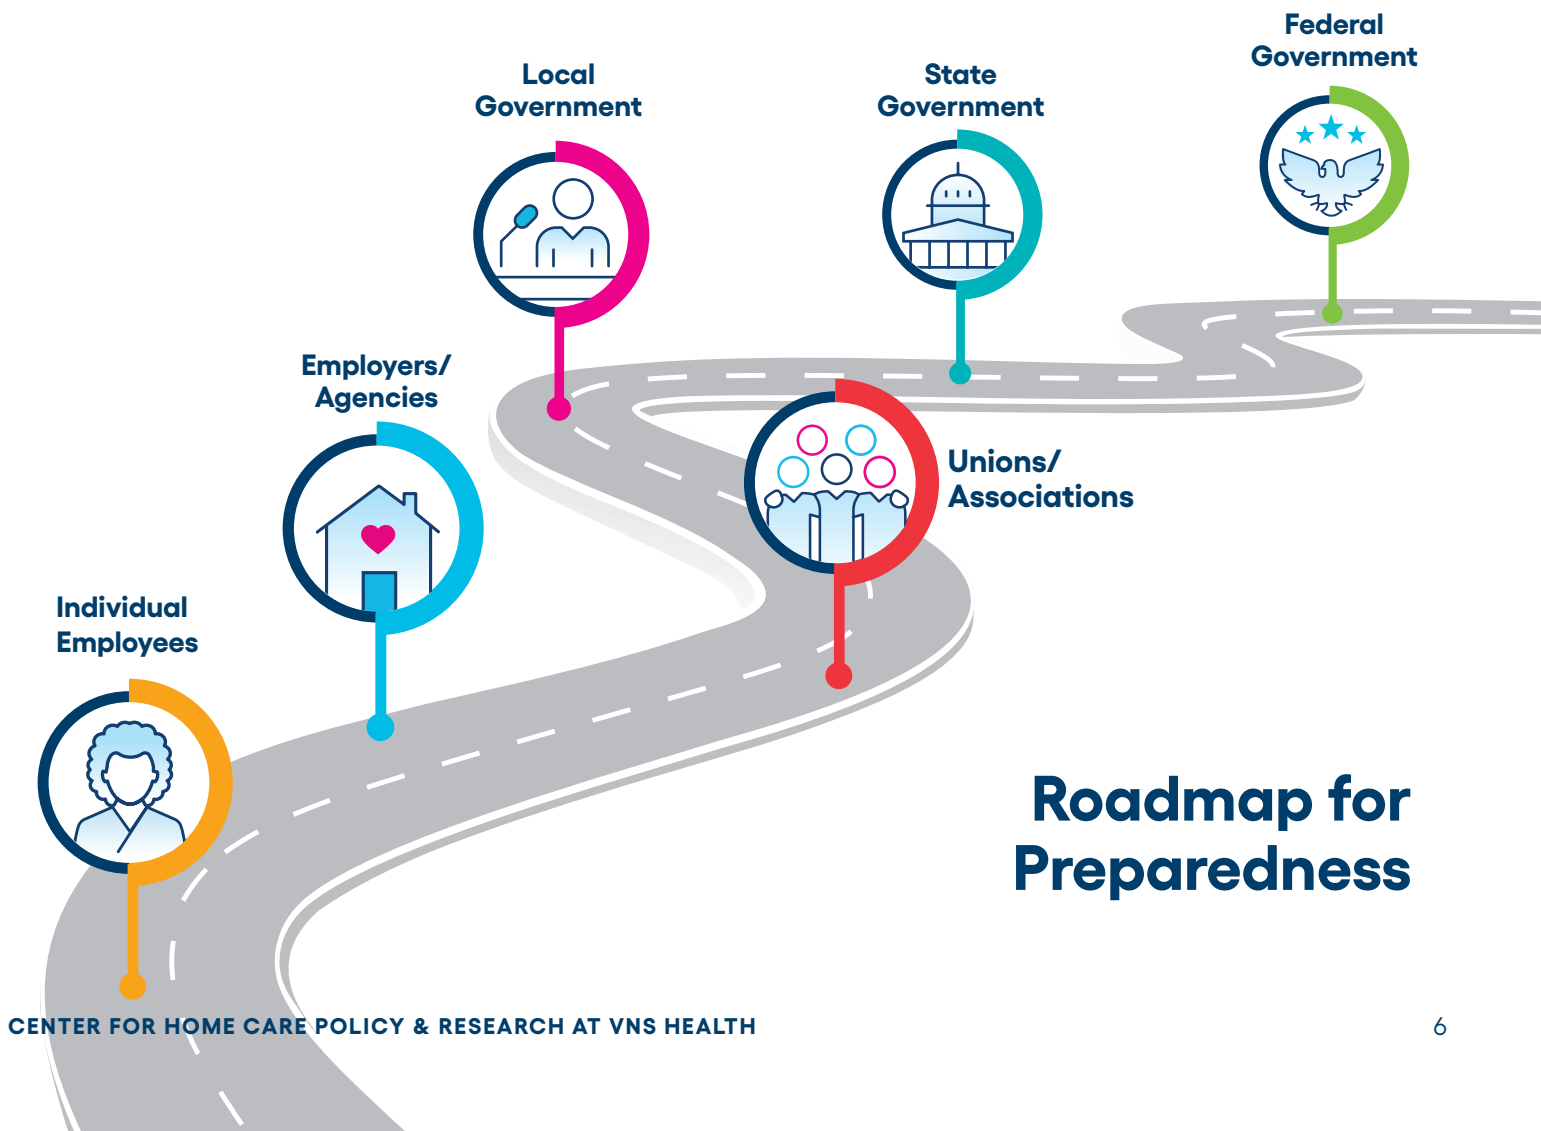 Federal
Government
Local
Government
State
Government
Employers/
Agencies
Unions/
Associations
Individual
Employees
Roadmap for
Preparedness
CENTER FOR HOME CARE POLICY & RESEARCH AT VNS HEALTH
6